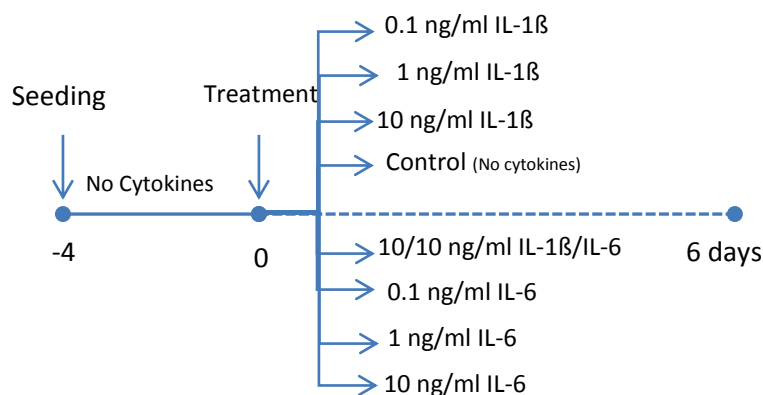 0.1 ng/ml IL-1ß
1 ng/ml IL-1ß
Seeding
Treatment
10 ng/ml IL-1ß
Control (No cytokines)
No Cytokines
-4
0
10/10 ng/ml IL-1ß/IL-6
6 days
0.1 ng/ml IL-6
1 ng/ml IL-6
10 ng/ml IL-6